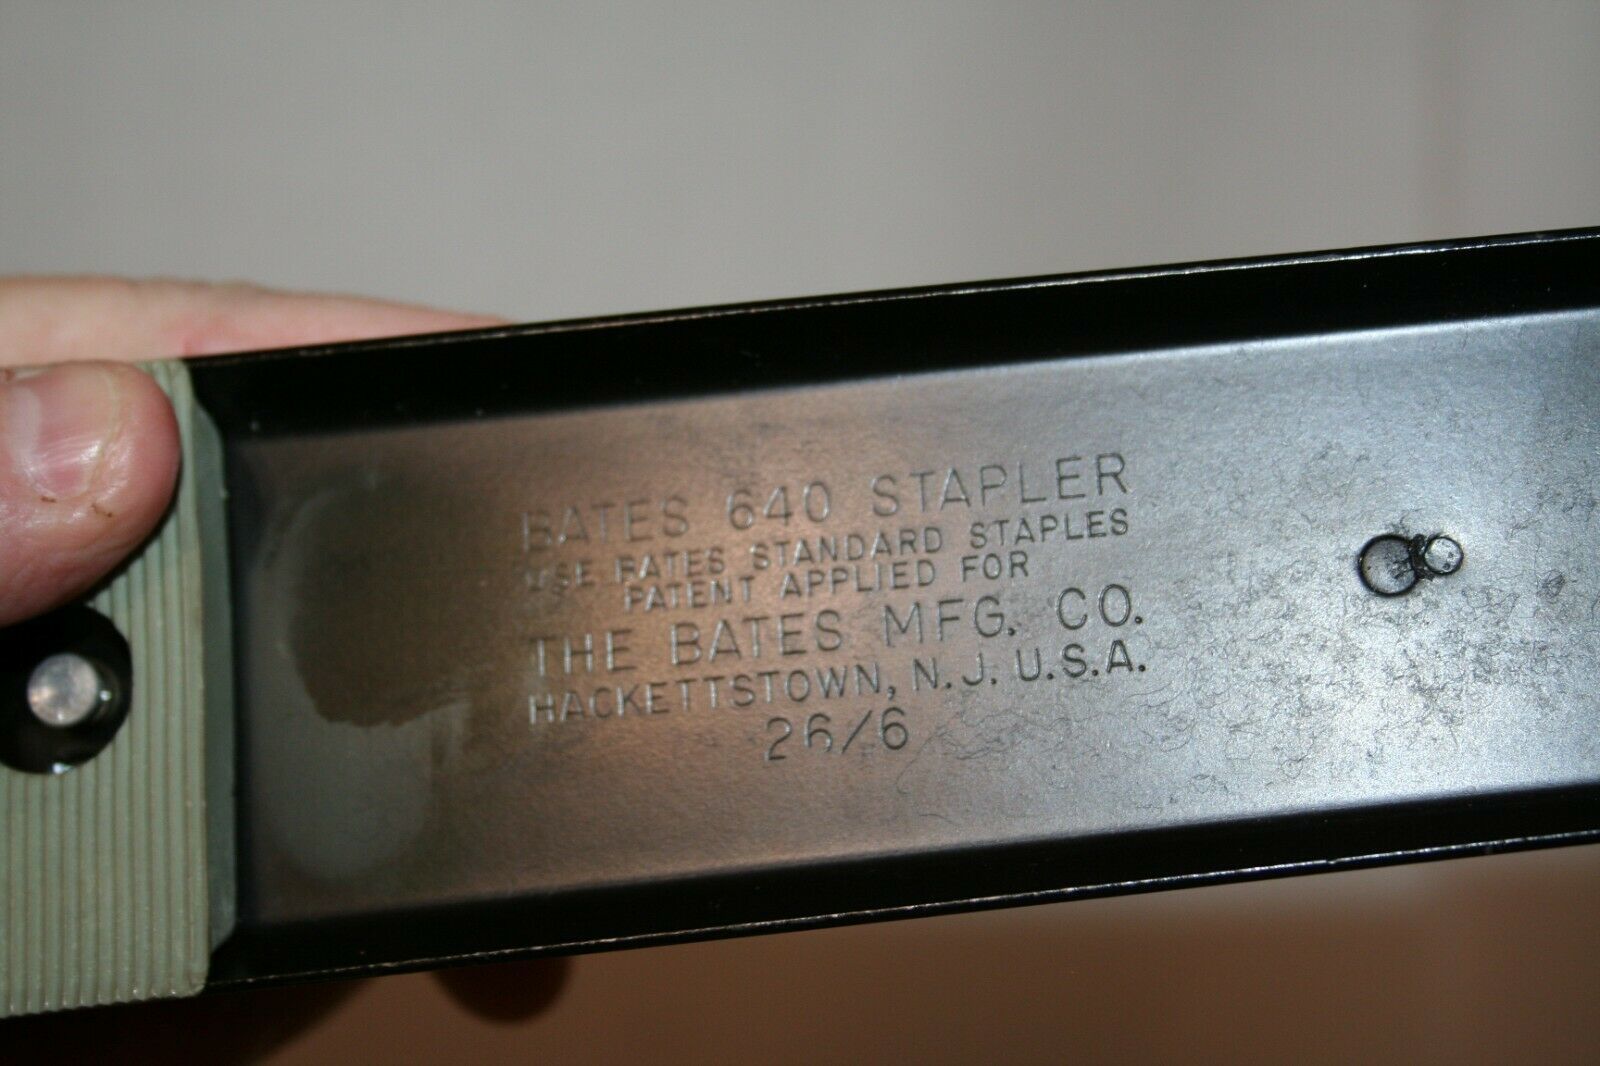 BATES 640 STAPLER
USE BATES STANDARD STAPLES
PATENT APPLIED FOR
THE BATES MFG. CO.
HACKETTSTOWN, N.J. U.S.A.
26/6